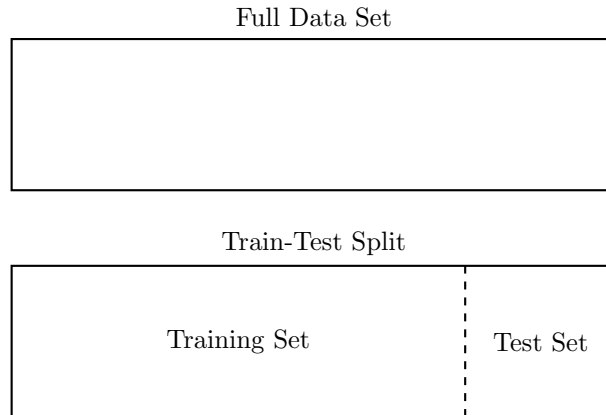 Full Data Set
Train-Test Split
Training Set
Test Set